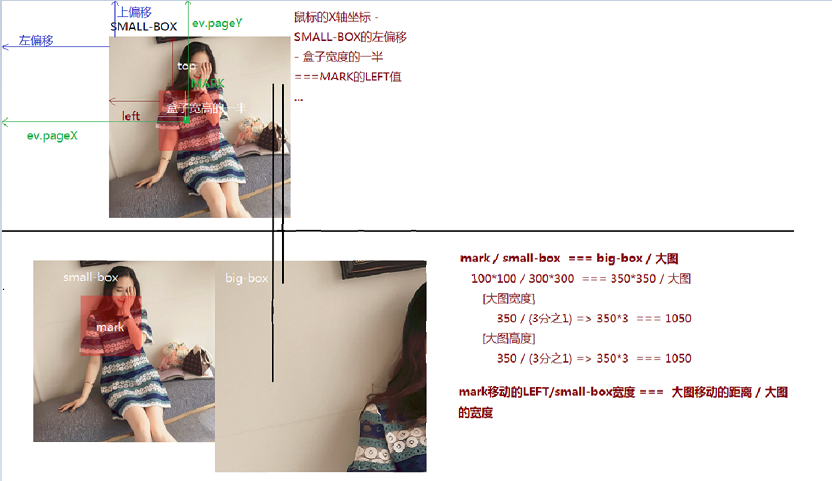 上偏移
SMALL-BOX
ev.pageY
左偏移
top
MARK
盒子宽高的一半
left
ev.pageX
鼠标的X轴坐标 -
SMALL-BOX的左偏移
- 盒子宽度的一半
===MARK的LEFT值
...
small-box
mark
big-box
mark / small-box === big-box / 大图
100*100 / 300*300 === 350*350 / 大图
[大图宽度]
350 / (3分之1) => 350*3 === 1050
[大图高度]
350 / (3分之1) => 350*3 === 1050
mark移动的LEFT/small-box宽度 === 大图移动的距离 / 大图
的宽度